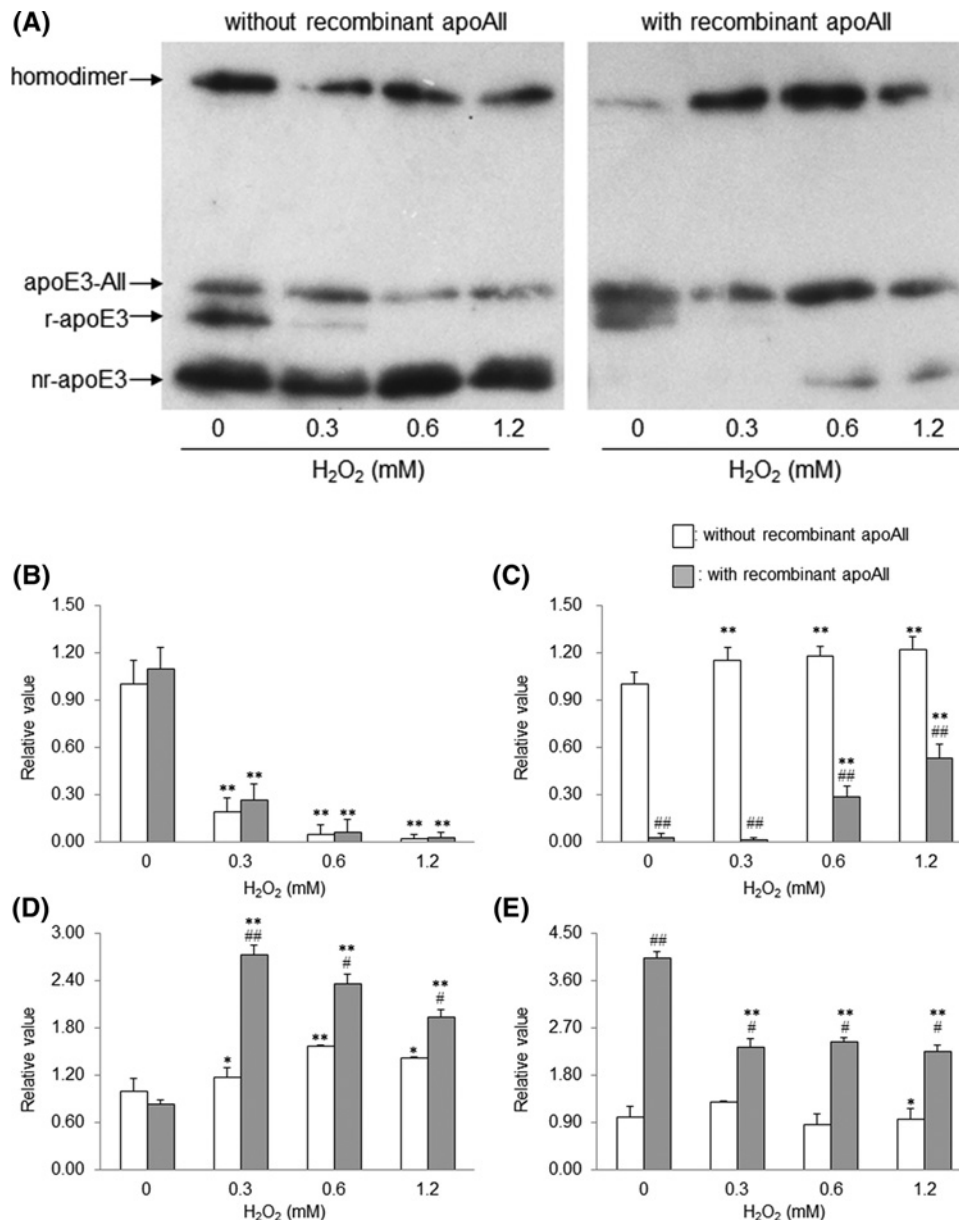 (A) without recombinant apoAII with recombinant apoAII
homodimer
apoE3-AII
r-apoE3
nr-apoE3
0 0.3 0.6 1.2 0 0.3 0.6 1.2
H₂O₂ (mM) H₂O₂ (mM)
: without recombinant apoAII
: with recombinant apoAII
(B)
Relative value
1.50
1.20
0.90
0.60
0.30
0.00
** ** ** ** ** **
0 0.3 0.6 1.2
H₂O₂ (mM)
(C)
Relative value
1.50
1.20
0.90
0.60
0.30
0.00
** ** **
** **
## ## ## ##
0 0.3 0.6 1.2
H₂O₂ (mM)
(D)
Relative value
3.00
2.40
1.80
1.20
0.60
0.00
** ** **
## # #
* ** *
0 0.3 0.6 1.2
H₂O₂ (mM)
(E)
Relative value
4.50
3.60
2.70
1.80
0.90
0.00
##
** ** **
# # #
*
0 0.3 0.6 1.2
H₂O₂ (mM)